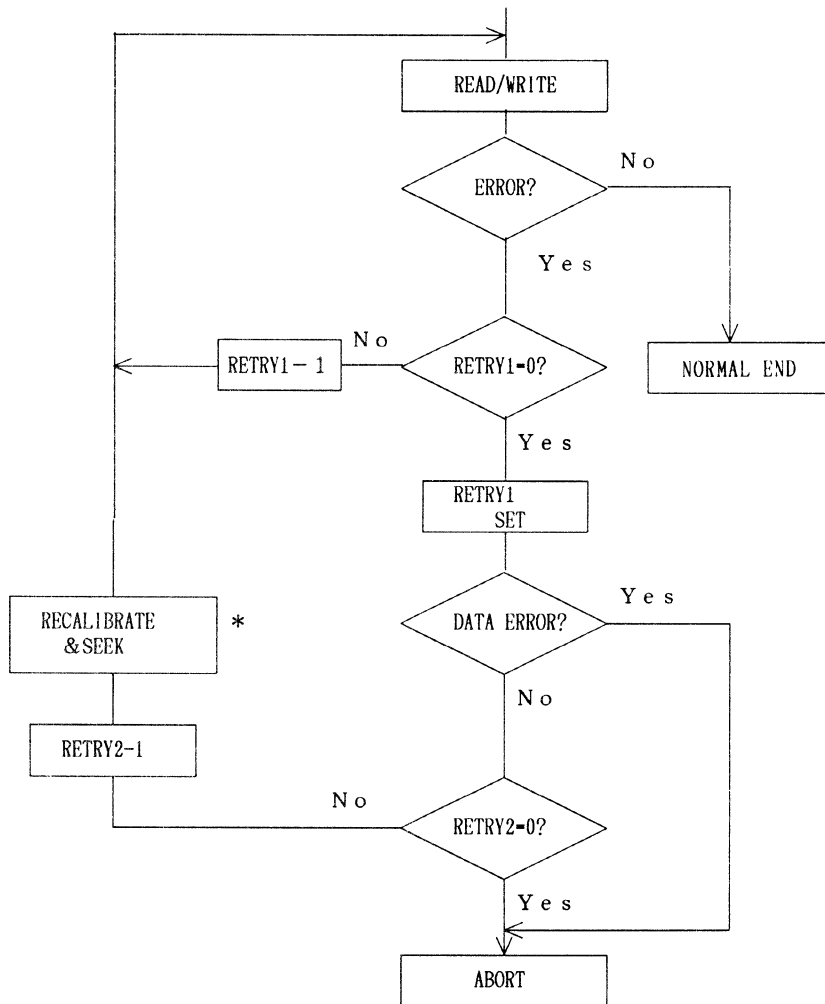 READ/WRITE
ERROR?
No
Yes
RETRY1=0?
No
RETRY1－1
NORMAL END
Yes
RETRY1
SET
DATA ERROR?
Yes
RECALIBRATE
&SEEK
*
No
RETRY2-1
No
RETRY2=0?
Yes
ABORT